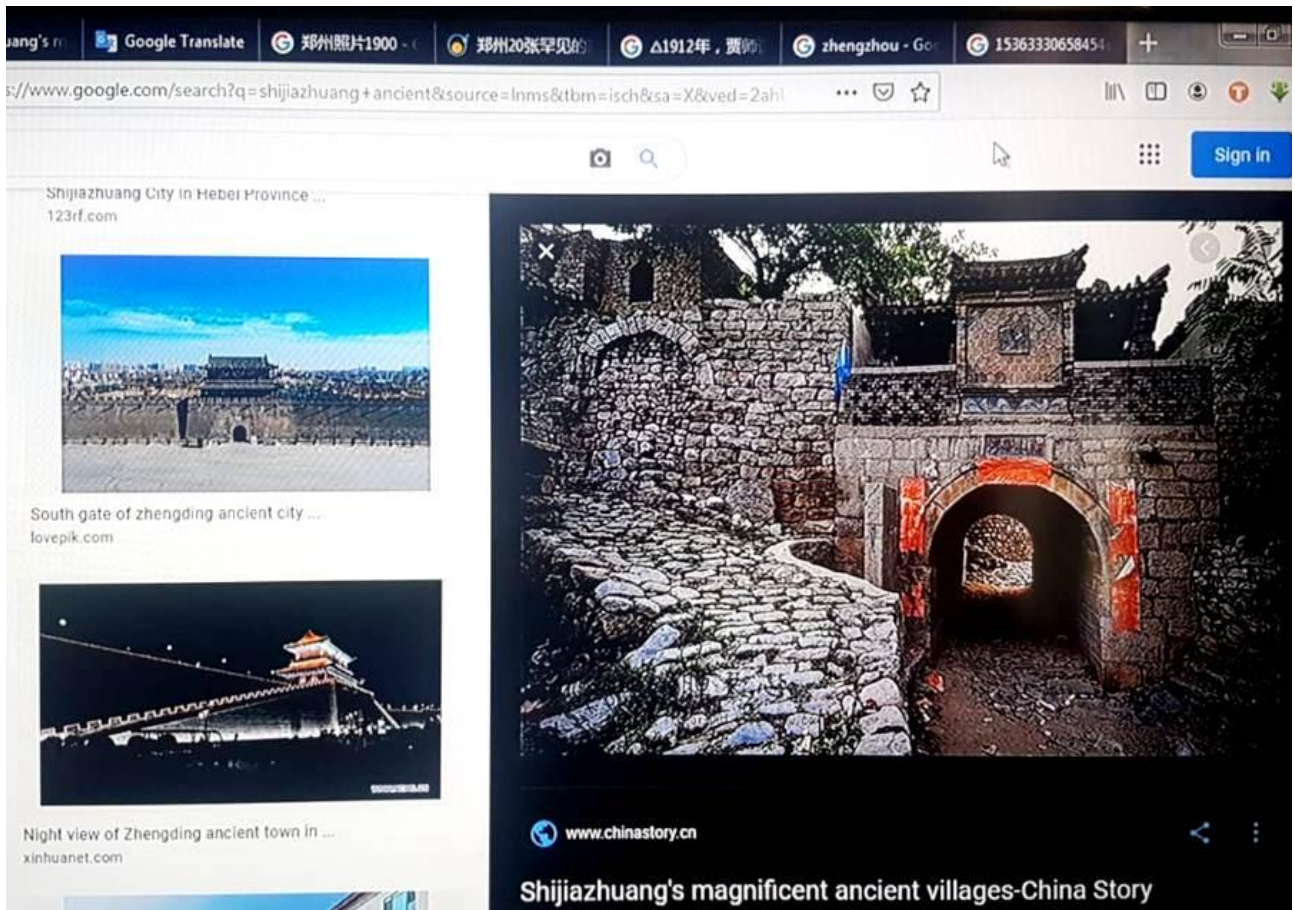 uang's
Google Translate
郑州照片1900 -
郑州20张罕见的
Δ1912年，贾师
zhengzhou - Go
15363330658454
s://www.google.com/search?q=shijiazhuang+ancient&source=lnms&tbm=isch&sa=X&ved=2ah
Sign in
Shijiazhuang City In Hebei Province ...
123rf.com
South gate of zhengding ancient city ...
lovepik.com
Night view of Zhengding ancient town in ...
xinhuanet.com
www.chinastory.cn
Shijiazhuang's magnificent ancient villages-China Story